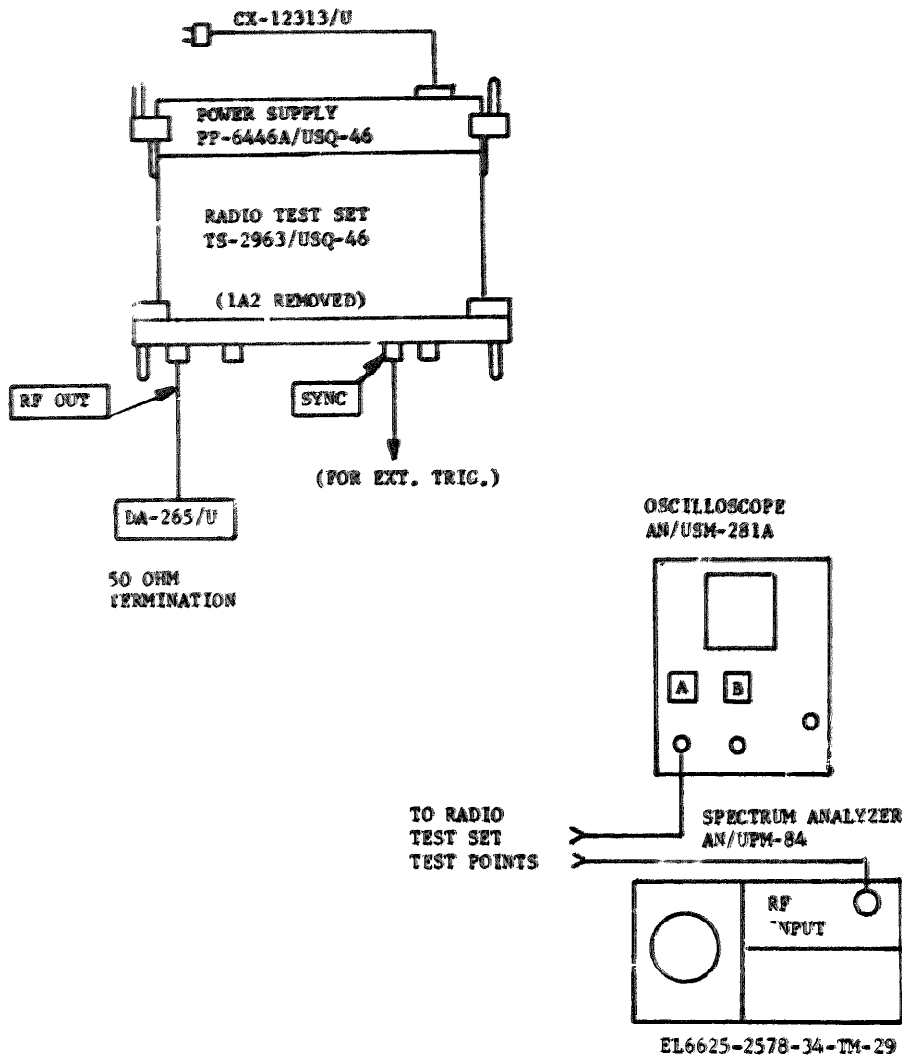 CX-12313/U
POWER SUPPLY
PP-6446A/USQ-46
RADIO TEST SET
TS-2963/USQ-46
(1A2 REMOVED)
RF OUT
SYNC
(FOR EXT. TRIG.)
DA-265/U
50 OHM
TERMINATION
OSCILLOSCOPE
AN/USM-281A
A
B
TO RADIO
TEST SET
TEST POINTS
SPECTRUM ANALYZER
AN/UPM-84
RF
INPUT
EL6625-2578-34-TM-29